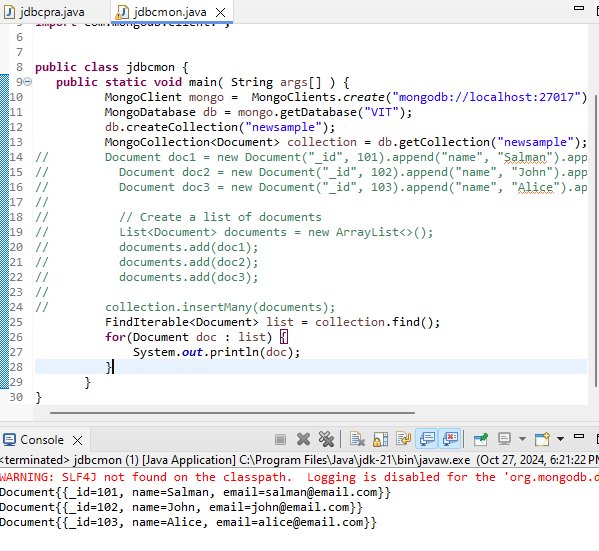 jdbcpra.java
jdbcmon.java
5
import com.mongodb.client.*;
6
7
8 public class jdbcmon {
9 public static void main( String args[] ) {
10 MongoClient mongo = MongoClients.create("mongodb://localhost:27017")
11 MongoDatabase db = mongo.getDatabase("VIT");
12 db.createCollection("newsample");
13 MongoCollection<Document> collection = db.getCollection("newsample");
14 // Document doc1 = new Document("_id", 101).append("name", "Salman").app
15 // Document doc2 = new Document("_id", 102).append("name", "John").appen
16 // Document doc3 = new Document("_id", 103).append("name", "Alice").ap
17 //
18 // // Create a list of documents
19 // List<Document> documents = new ArrayList<>();
20 // documents.add(doc1);
21 // documents.add(doc2);
22 // documents.add(doc3);
23 //
24 // collection.insertMany(documents);
25 FindIterable<Document> list = collection.find();
26 for(Document doc : list) {
27 System.out.println(doc);
28 }
29 }
30 }
Console
<terminated> jdbcmon (1) [Java Application] C:\Program Files\Java\jdk-21\bin\javaw.exe (Oct 27, 2024, 6:21:22 PM
WARNING: SLF4J not found on the classpath. Logging is disabled for the 'org.mongodb.d
Document{{_id=101, name=Salman, email=salman@email.com}}
Document{{_id=102, name=John, email=john@email.com}}
Document{{_id=103, name=Alice, email=alice@email.com}}